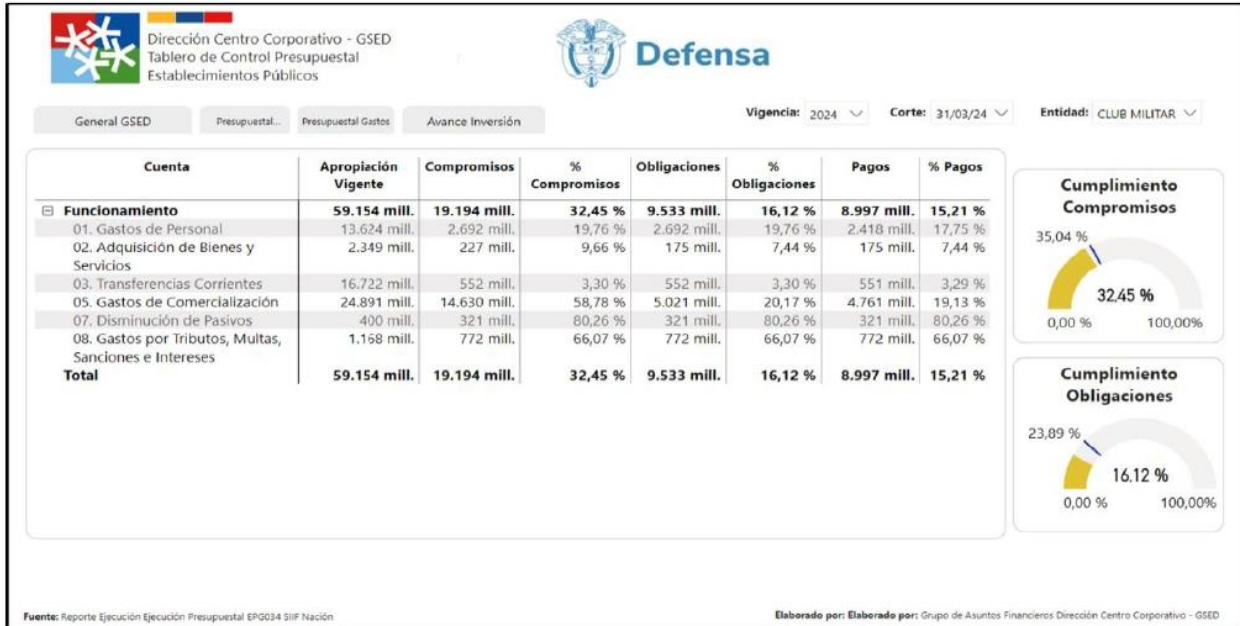 Dirección Centro Corporativo - GSED
Tablero de Control Presupuestal
Establecimientos Públicos
Defensa
General GSED Presupuestal... Presupuestal Gastos Avance Inversión
Vigencia: 2024 Corte: 31/03/24 Entidad: CLUB MILITAR
Cuenta Apropiación Vigente Compromisos % Compromisos Obligaciones % Obligaciones Pagos % Pagos
Funcionamiento 59.154 mill. 19.194 mill. 32,45 % 9.533 mill. 16,12 % 8.997 mill. 15,21 %
01. Gastos de Personal 13.624 mill. 2.692 mill. 19,76 % 2.692 mill. 19,76 % 2.418 mill. 17,75 %
02. Adquisición de Bienes y Servicios 2.349 mill. 227 mill. 9,66 % 175 mill. 7,44 % 175 mill. 7,44 %
03. Transferencias Corrientes 16.722 mill. 552 mill. 3,30 % 552 mill. 3,30 % 551 mill. 3,29 %
05. Gastos de Comercialización 24.891 mill. 14.630 mill. 58,78 % 5.021 mill. 20,17 % 4.761 mill. 19,13 %
07. Disminución de Pasivos 400 mill. 321 mill. 80,26 % 321 mill. 80,26 % 321 mill. 80,26 %
08. Gastos por Tributos, Multas, Sanciones e Intereses 1.168 mill. 772 mill. 66,07 % 772 mill. 66,07 % 772 mill. 66,07 %
Total 59.154 mill. 19.194 mill. 32,45 % 9.533 mill. 16,12 % 8.997 mill. 15,21 %
Cumplimiento
Compromisos
35,04 %
32,45 %
0,00 % 100,00%
Cumplimiento
Obligaciones
23,89 %
16.12 %
0,00 % 100,00%
Fuente: Reporte Ejecución Ejecución Presupuestal EPG034 SIIF Nación
Elaborado por: Elaborado por: Grupo de Asuntos Financieros Dirección Centro Corporativo - GSED